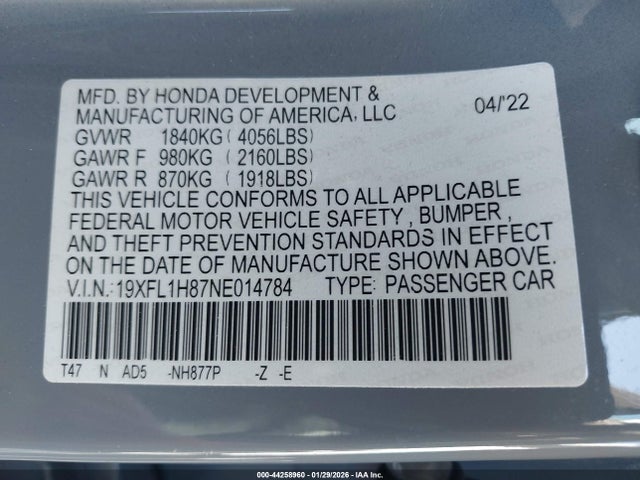 MFD. BY HONDA DEVELOPMENT &
MANUFACTURING OF AMERICA, LLC 04/'22
GVWR 1840KG ( 4056LBS)
GAWR F 980KG ( 2160LBS)
GAWR R 870KG ( 1918LBS)
THIS VEHICLE CONFORMS TO ALL APPLICABLE
FEDERAL MOTOR VEHICLE SAFETY , BUMPER ,
AND THEFT PREVENTION STANDARDS IN EFFECT
ON THE DATE OF MANUFACTURE SHOWN ABOVE.
V.I.N.:19XFL1H87NE014784 TYPE: PASSENGER CAR
T47 N AD5 -NH877P -Z -E
000-44258960 - 01/29/2026 - IAA Inc.